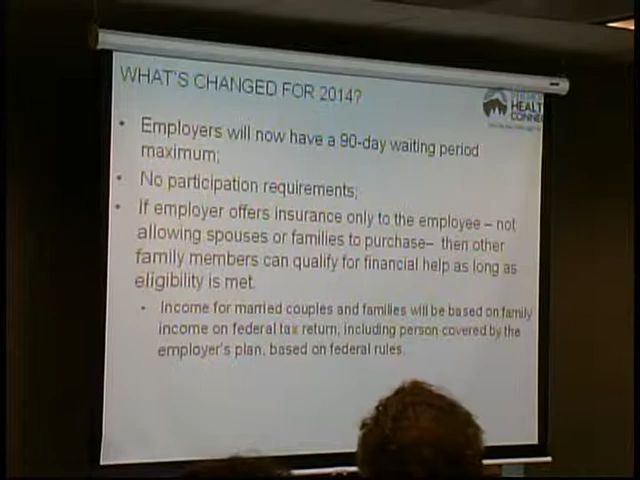 WHAT'S CHANGED FOR 2014?
HEALT
CONNE
• Employers will now have a 90-day waiting period
maximum;
• No participation requirements;
• If employer offers insurance only to the employee – not
allowing spouses or families to purchase– then other
family members can qualify for financial help as long as
eligibility is met.
• Income for married couples and families will be based on family
income on federal tax return, including person covered by the
employer's plan, based on federal rules.